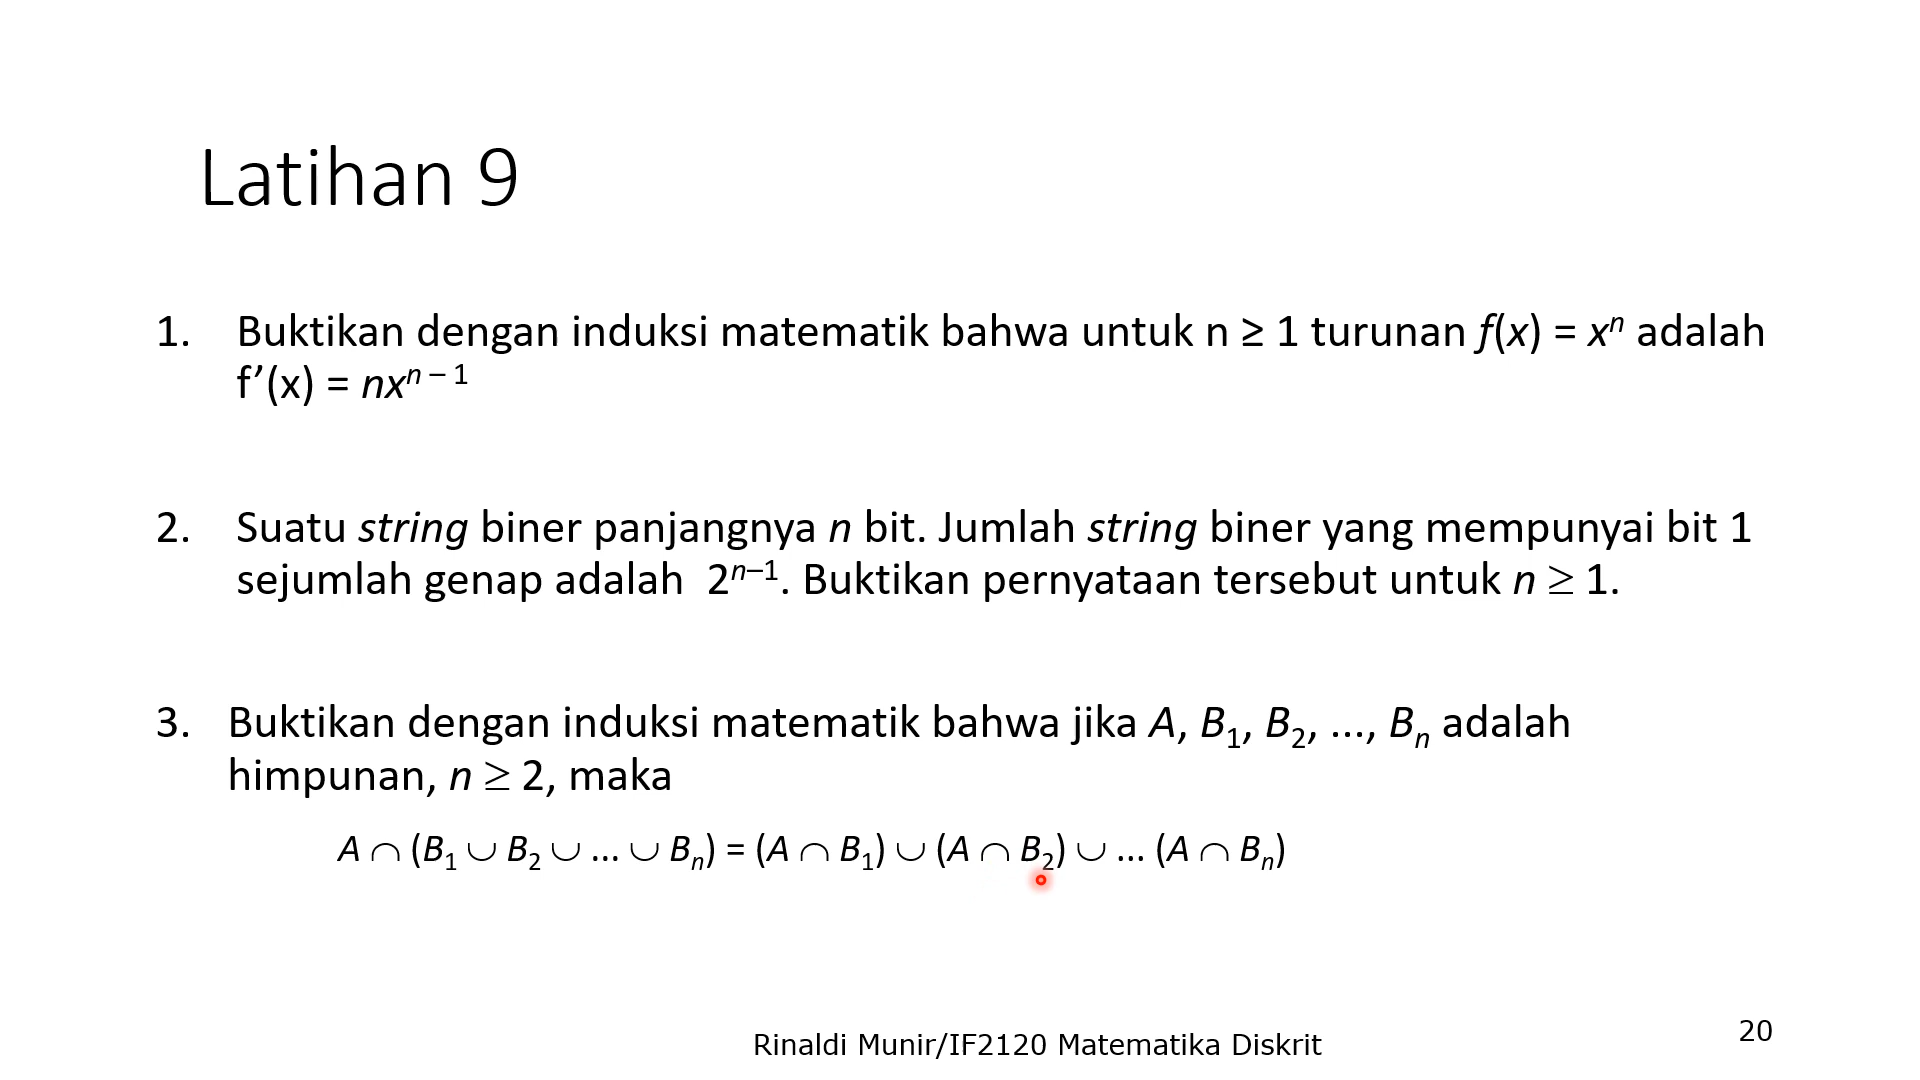 Latihan 9
1. Buktikan dengan induksi matematik bahwa untuk n ≥ 1 turunan f(x) = xⁿ adalah
f’(x) = nxⁿ ⁻ ¹
2. Suatu string biner panjangnya n bit. Jumlah string biner yang mempunyai bit 1
sejumlah genap adalah 2ⁿ⁻¹. Buktikan pernyataan tersebut untuk n ≥ 1.
3. Buktikan dengan induksi matematik bahwa jika A, B₁, B₂, ..., Bₙ adalah
himpunan, n ≥ 2, maka
A ∩ (B₁ ∪ B₂ ∪ ... ∪ Bₙ) = (A ∩ B₁) ∪ (A ∩ B₂) ∪ ... (A ∩ Bₙ)
Rinaldi Munir/IF2120 Matematika Diskrit
20